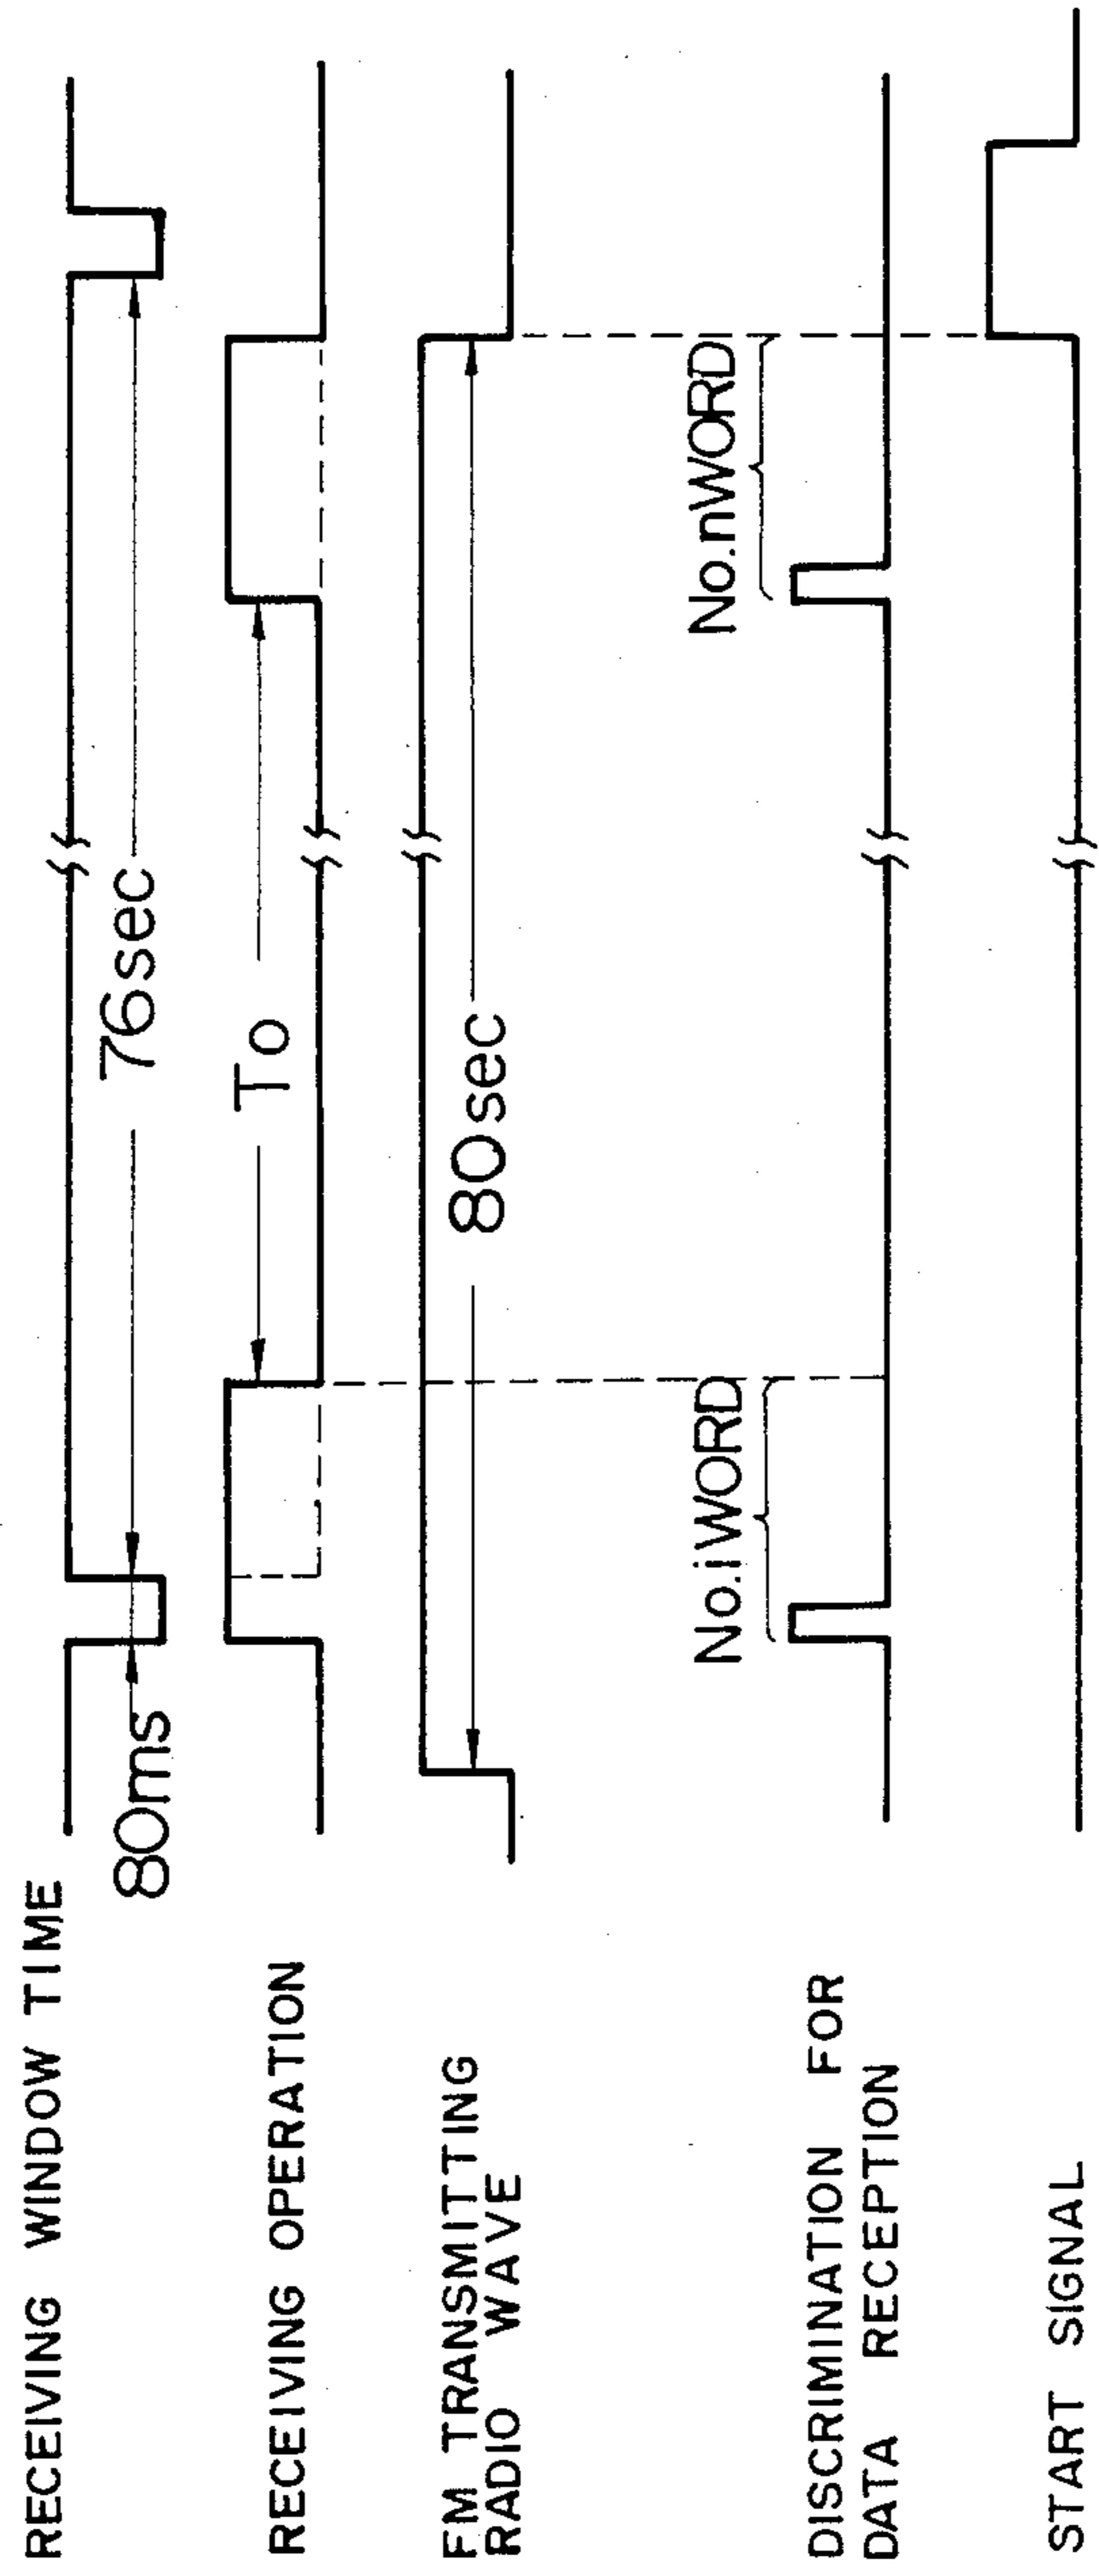 RECEIVING WINDOW TIME
80ms
76sec
RECEIVING OPERATION
To
FM TRANSMITTING
RADIO WAVE
80sec
No.iWORD
No.nWORD
DISCRIMINATION FOR
DATA RECEPTION
START SIGNAL